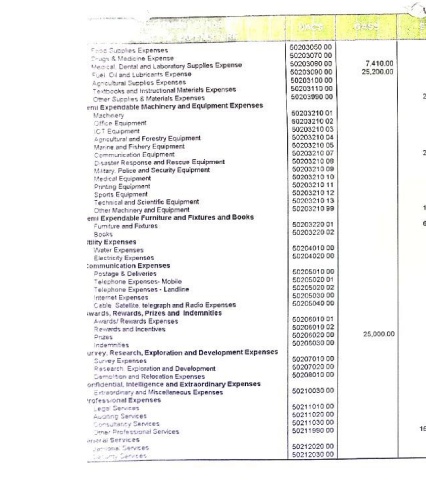 Food Supplies Expenses 50203050 00
Drugs & Medicine Expense 50203070 00
Medical, Dental and Laboratory Supplies Expense 50203080 00 7,410.00
Fuel, Oil and Lubricants Expense 50203090 00 25,200.00
Agricultural Supplies Expenses 50203100 00
Textbooks and Instructional Materials Expenses 50203110 00
Other Supplies & Materials Expenses 50203990 00
emi Expendable Machinery and Equipment Expenses
Machinery 50203210 01
Office Equipment 50203210 02
ICT Equipment 50203210 03
Agricultural and Forestry Equipment 50203210 04
Marine and Fishery Equipment 50203210 05
Communication Equipment 50203210 07
Disaster Response and Rescue Equipment 50203210 08
Military, Police and Security Equipment 50203210 09
Medical Equipment 50203210 10
Printing Equipment 50203210 11
Sports Equipment 50203210 12
Technical and Scientific Equipment 50203210 13
Other Machinery and Equipment 50203210 99
emi Expendable Furniture and Fixtures and Books
Furniture and Fixtures 50203220 01
Books 50203220 02
tility Expenses
Water Expenses 50204010 00
Electricity Expenses 50204020 00
ommunication Expenses
Postage & Deliveries 50205010 00
Telephone Expenses- Mobile 50205020 01
Telephone Expenses - Landline 50205020 02
Internet Expenses 50205030 00
Cable, Satellite, telegraph and Radio Expenses 50205040 00
wards, Rewards, Prizes and Indemnities
Awards/ Rewards Expenses 50206010 01
Rewards and Incentives 50206010 02
Prizes 50206020 00 25,000.00
Indemnities 50206030 00
urvey, Research, Exploration and Development Expenses
Survey Expenses 50207010 00
Research, Exploration and Development 50207020 00
Demolition and Relocation Expenses 50208010 00
onfidential, Intelligence and Extraordinary Expenses
Extraordinary and Miscellaneous Expenses 50210030 00
rofessional Expenses
Legal Services 50211010 00
Auditing Services 50211020 00
Consultancy Services 50211030 00
Other Professional Services 50211990 00
eneral Services
Janitorial Services 50212020 00
Security Services 50212030 00